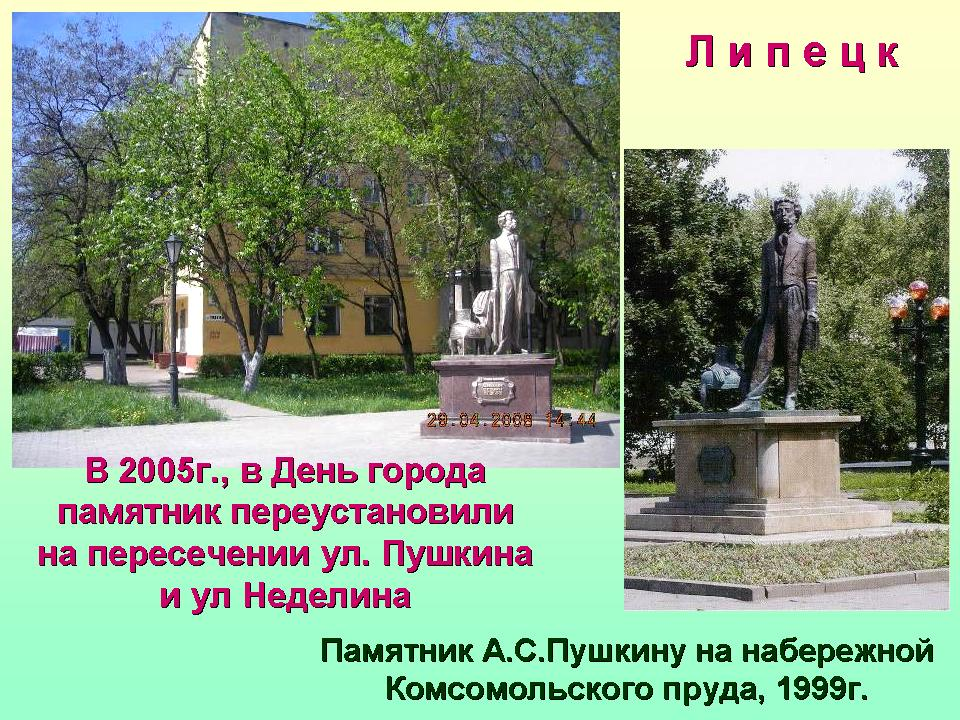 Липецк
29.04.2008 14:44
В 2005г., в День города
памятник переустановили
на пересечении ул. Пушкина
и ул Неделина
Памятник А.С.Пушкину на набережной
Комсомольского пруда, 1999г.